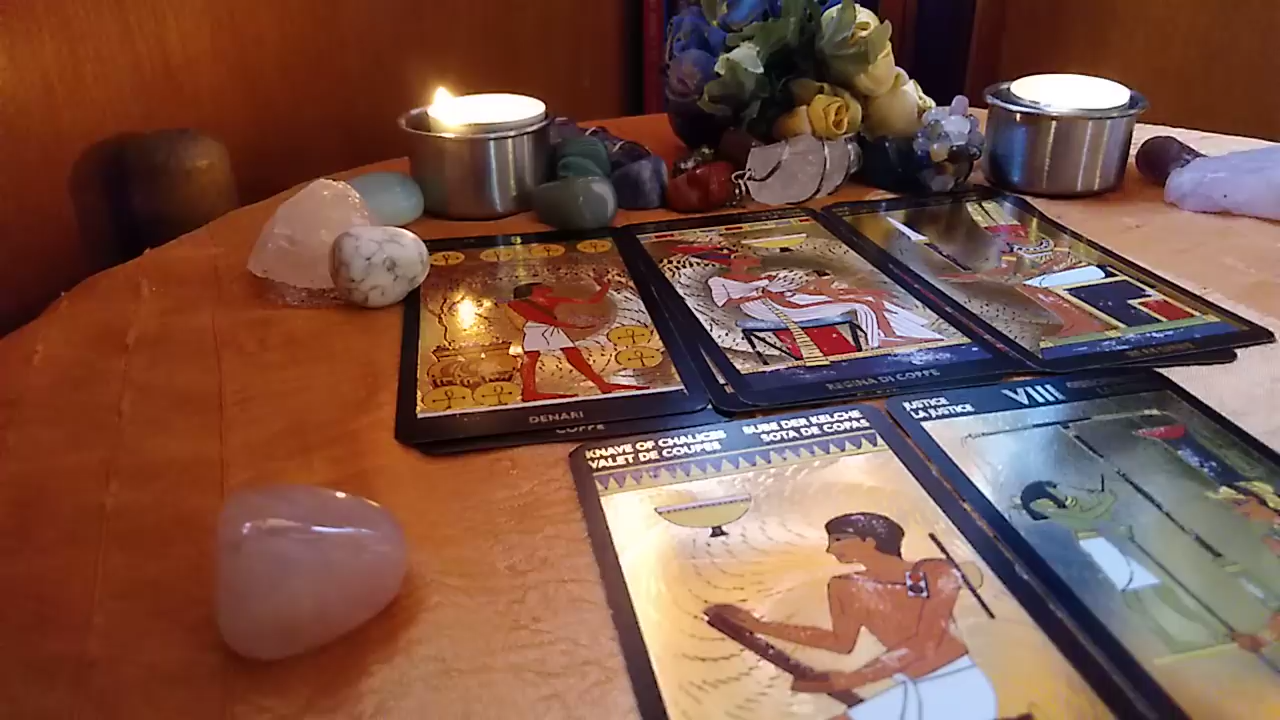 DENARI
COPPE
REGINA DI COPPE
KNAVE OF CHALICES
VALET DE COUPES
BUBE DER KELCHE
SOTA DE COPAS
JUSTICE
LA JUSTICE
VIII